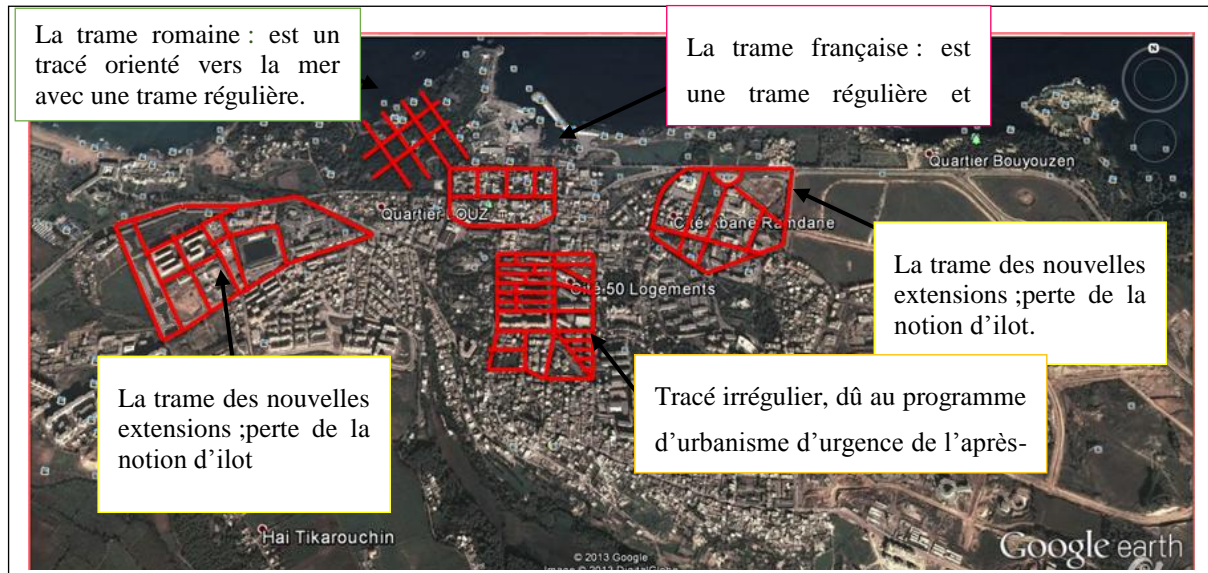 La trame romaine : est un
tracé orienté vers la mer
avec une trame régulière.
La trame française : est
une trame régulière et
N
Quartier Bouyouzen
Quartier LOUZ
Cité Abane Ramdane
La trame des nouvelles
extensions ;perte de la
notion d’ilot.
Cité 50 Logements
La trame des nouvelles
extensions ;perte de la
notion d’ilot
Tracé irrégulier, dû au programme
d’urbanisme d’urgence de l’après-
Hai Tikarouchin
© 2013 Google
Image © 2013 DigitalGlobe
Google earth